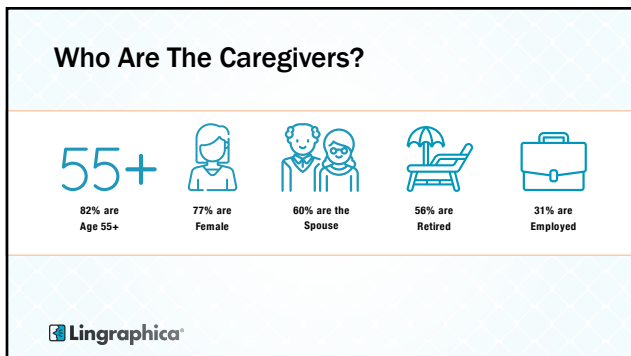 Who Are The Caregivers?
55+
82% are
Age 55+
77% are
Female
60% are the
Spouse
56% are
Retired
31% are
Employed
Lingraphica®